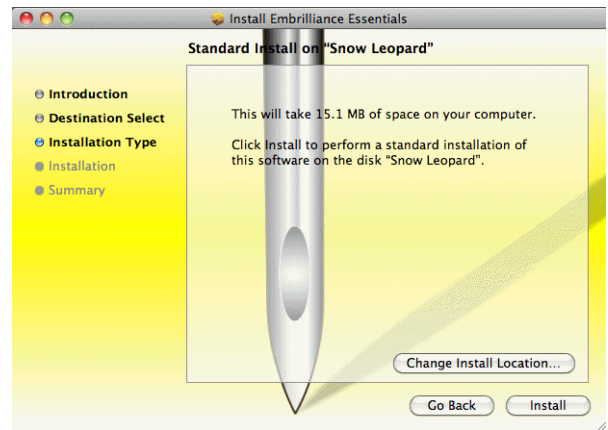 Install Embrilliance Essentials
Standard Install on “Snow Leopard”
Introduction
Destination Select
Installation Type
Installation
Summary
This will take 15.1 MB of space on your computer.
Click Install to perform a standard installation of
this software on the disk “Snow Leopard”.
Change Install Location...
Go Back
Install